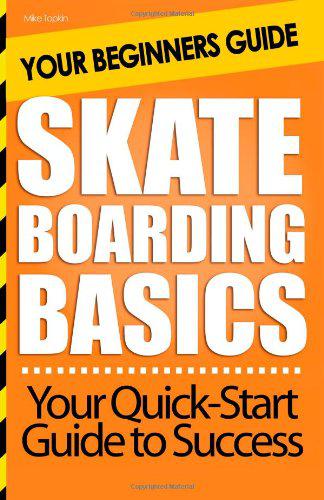 Mike Topkin
YOUR BEGINNERS GUIDE
SKATE
BOARDING
BASICS
Your Quick-Start
Guide to Success